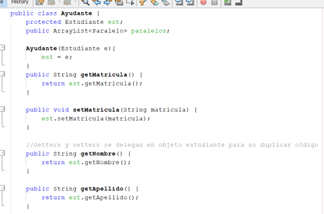 History
public class Ayudante {
protected Estudiante est;
public ArrayList<Paralelo> paralelos;
Ayudante(Estudiante e){
est = e;
}
public String getMatricula() {
return est.getMatricula();
}
public void setMatricula(String matricula) {
est.setMatricula(matricula);
}
//Getters y setters se delegan en objeto estudiante para no duplicar código
public String getNombre() {
return est.getNombre();
}
public String getApellido() {
return est.getApellido();
}